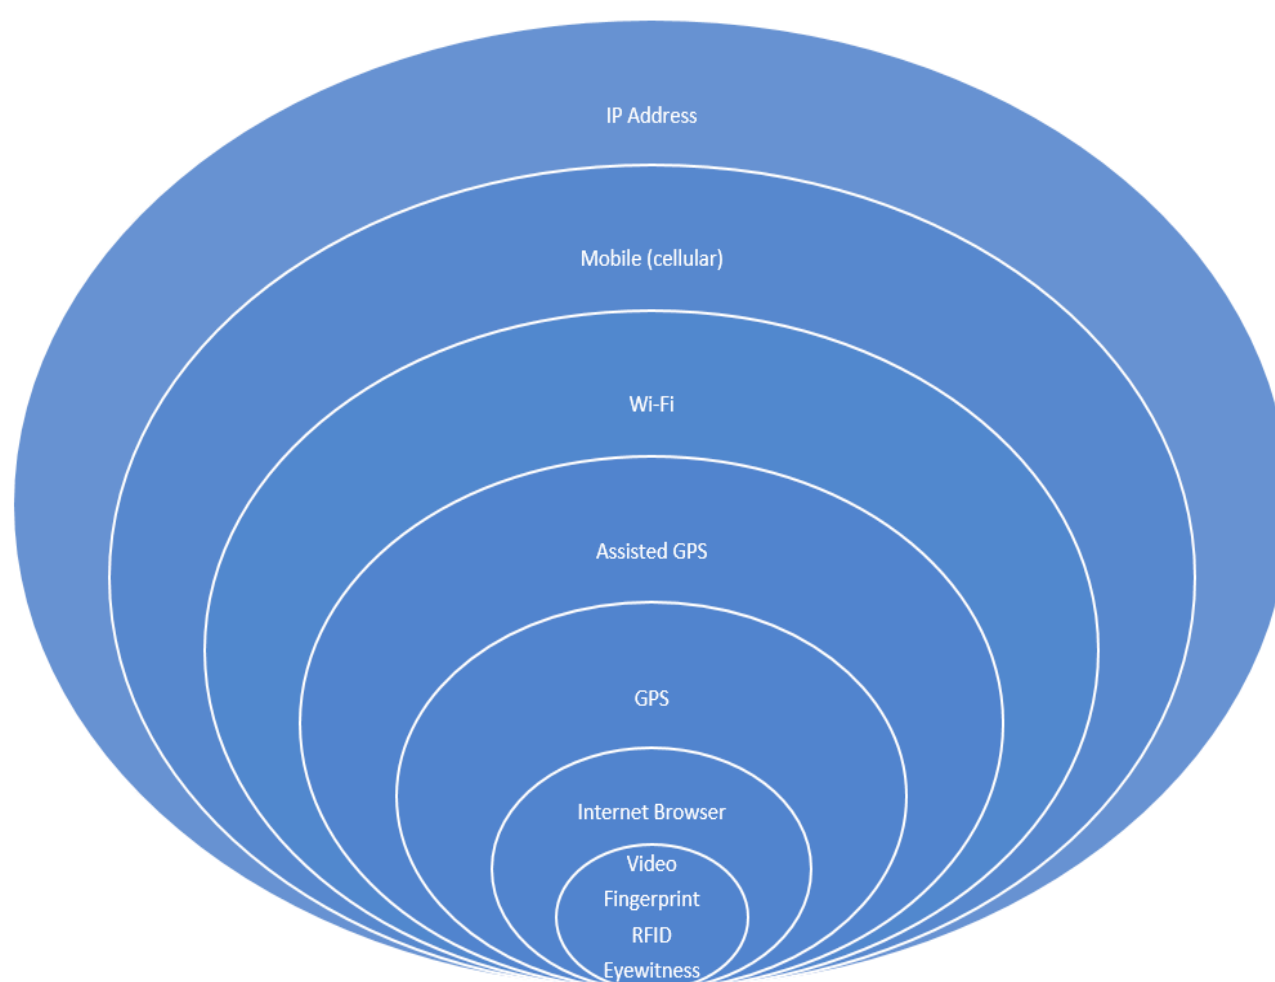 IP Address
Mobile (cellular)
Wi-Fi
Assisted GPS
GPS
Internet Browser
Video
Fingerprint
RFID
Eyewitness